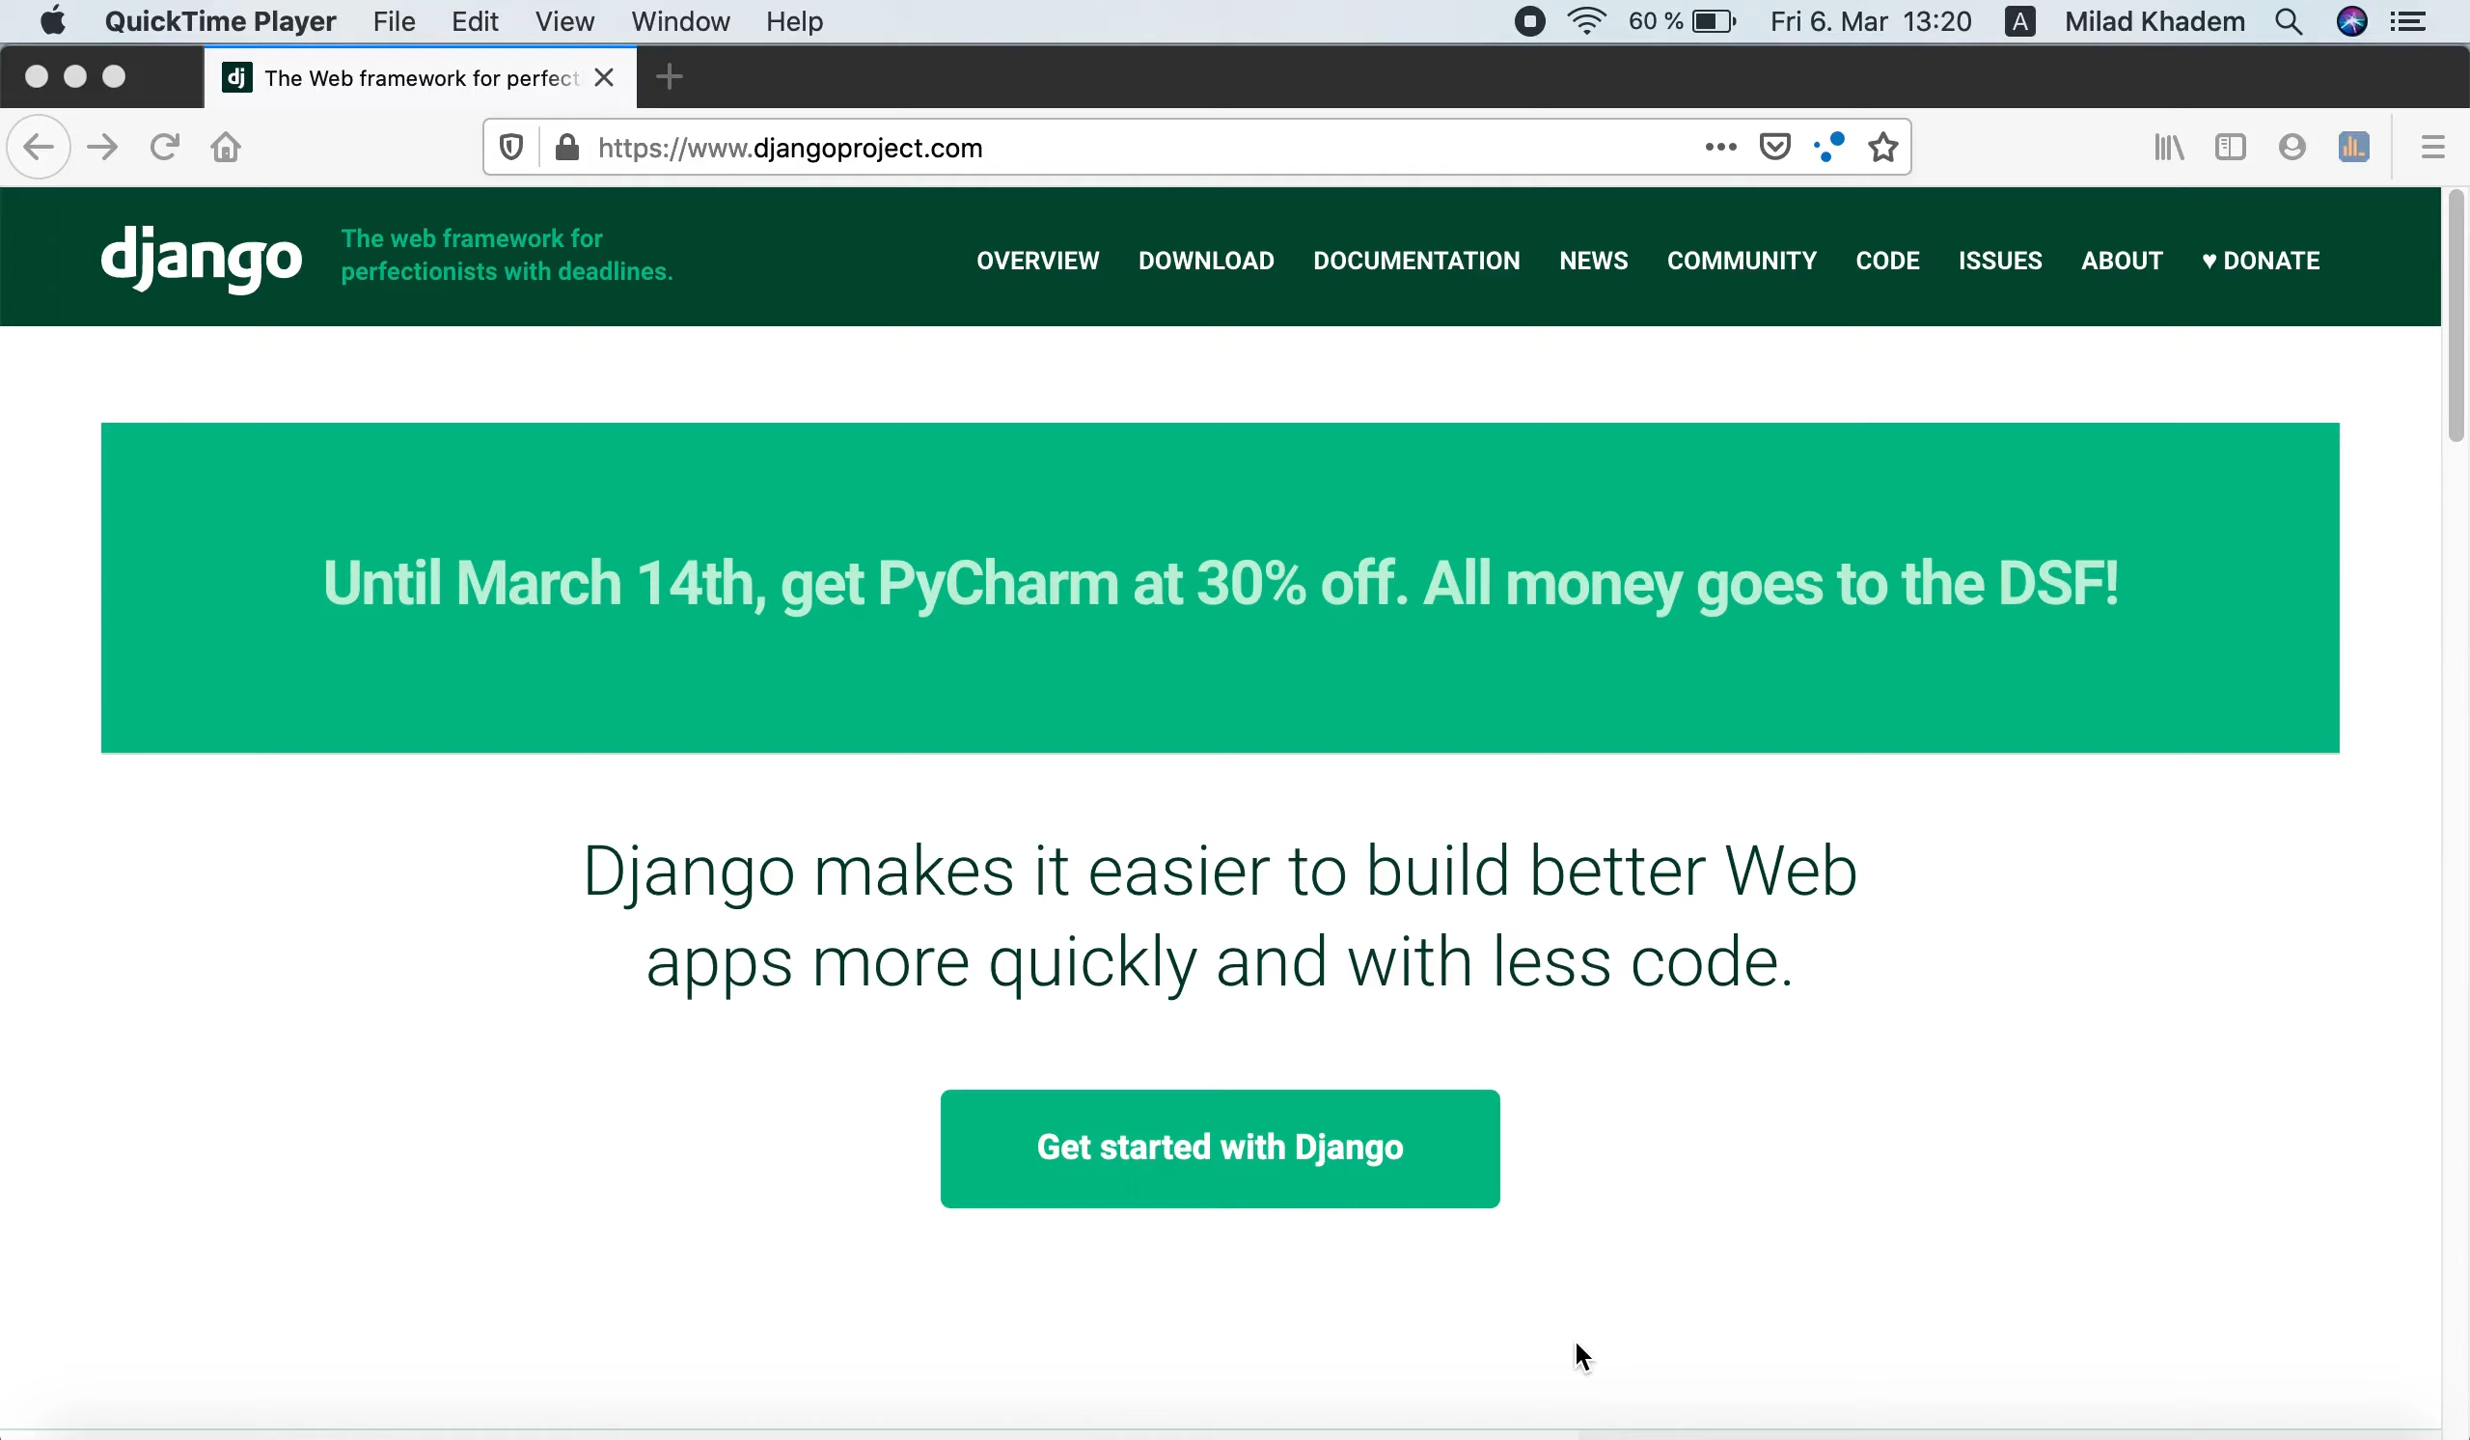 QuickTime Player File Edit View Window Help 60 % Fri 6. Mar 13:20 A Milad Khadem
dj The Web framework for perfect
https://www.djangoproject.com
django The web framework for
perfectionists with deadlines.
OVERVIEW DOWNLOAD DOCUMENTATION NEWS COMMUNITY CODE ISSUES ABOUT ♥ DONATE
Until March 14th, get PyCharm at 30% off. All money goes to the DSF!
Django makes it easier to build better Web
apps more quickly and with less code.
Get started with Django